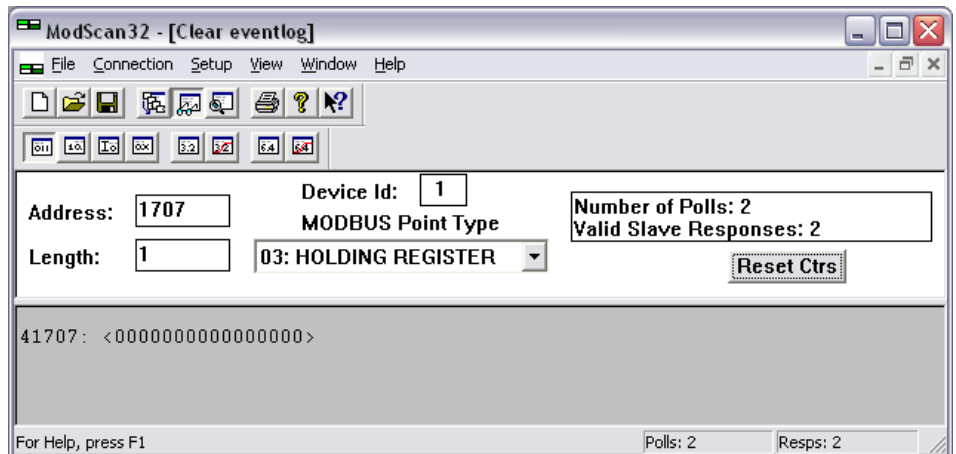 ModScan32 - [Clear eventlog]
File Connection Setup View Window Help
Address: 1707
Device Id: 1
MODBUS Point Type
Length: 1
03: HOLDING REGISTER
Number of Polls: 2
Valid Slave Responses: 2
Reset Ctrs
41707: <0000000000000000>
For Help, press F1
Polls: 2
Resps: 2